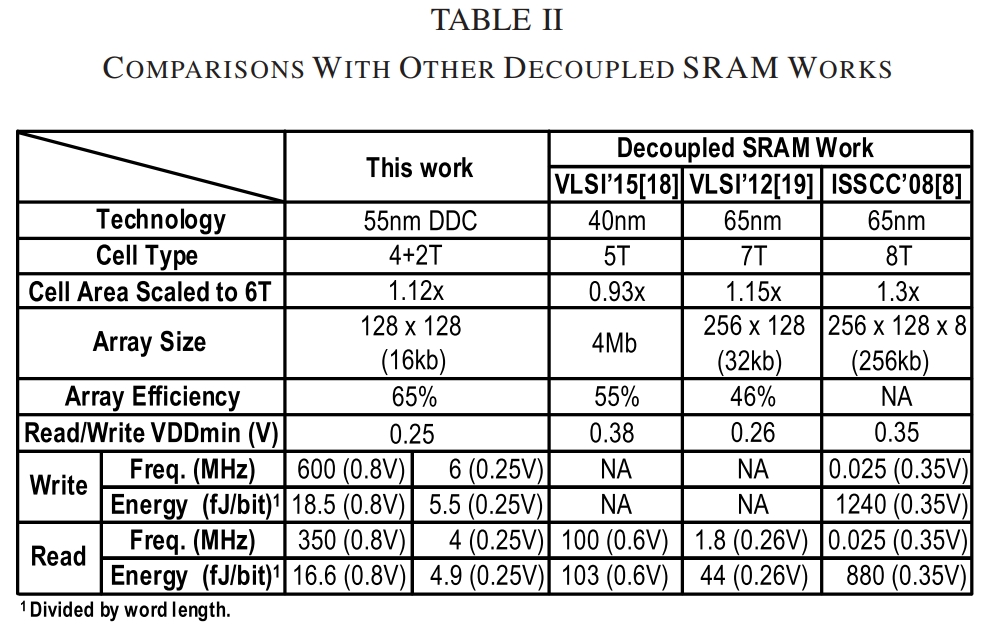 TABLE II
COMPARISONS WITH OTHER DECOUPLED SRAM WORKS
This work
Decoupled SRAM Work
VLSI'15[18] VLSI'12[19] ISSCC'08[8]
Technology 55nm DDC 40nm 65nm 65nm
Cell Type 4+2T 5T 7T 8T
Cell Area Scaled to 6T 1.12x 0.93x 1.15x 1.3x
Array Size 128 x 128 (16kb) 4Mb 256 x 128 (32kb) 256 x 128 x 8 (256kb)
Array Efficiency 65% 55% 46% NA
Read/Write VDDmin (V) 0.25 0.38 0.26 0.35
Write Freq. (MHz) 600 (0.8V) 6 (0.25V) NA NA 0.025 (0.35V)
Energy (fJ/bit)¹ 18.5 (0.8V) 5.5 (0.25V) NA NA 1240 (0.35V)
Read Freq. (MHz) 350 (0.8V) 4 (0.25V) 100 (0.6V) 1.8 (0.26V) 0.025 (0.35V)
Energy (fJ/bit)¹ 16.6 (0.8V) 4.9 (0.25V) 103 (0.6V) 44 (0.26V) 880 (0.35V)
¹ Divided by word length.